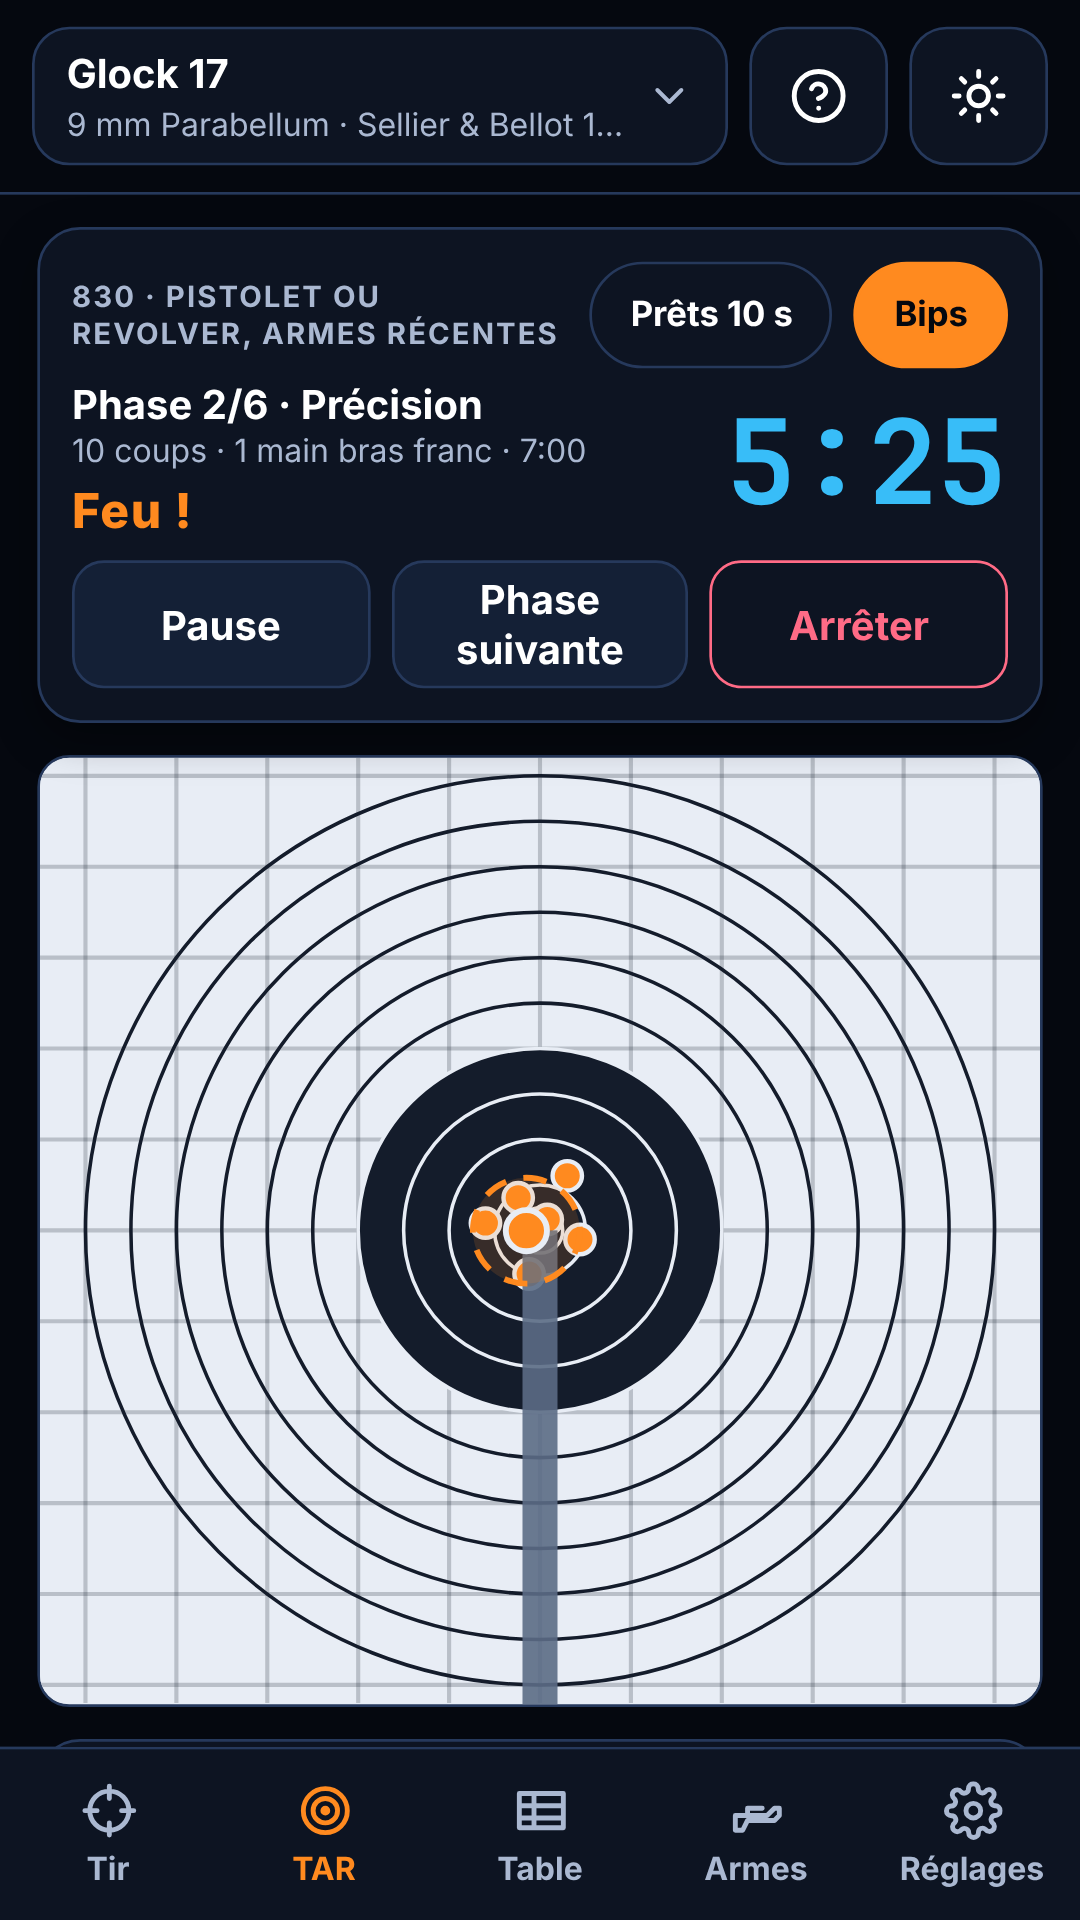 Glock 17
9 mm Parabellum · Sellier & Bellot 1...
830 · PISTOLET OU
REVOLVER, ARMES RÉCENTES
Prêts 10 s
Bips
Phase 2/6 · Précision
10 coups · 1 main bras franc · 7:00
Feu !
5:25
Pause
Phase
suivante
Arrêter
Tir
TAR
Table
Armes
Réglages